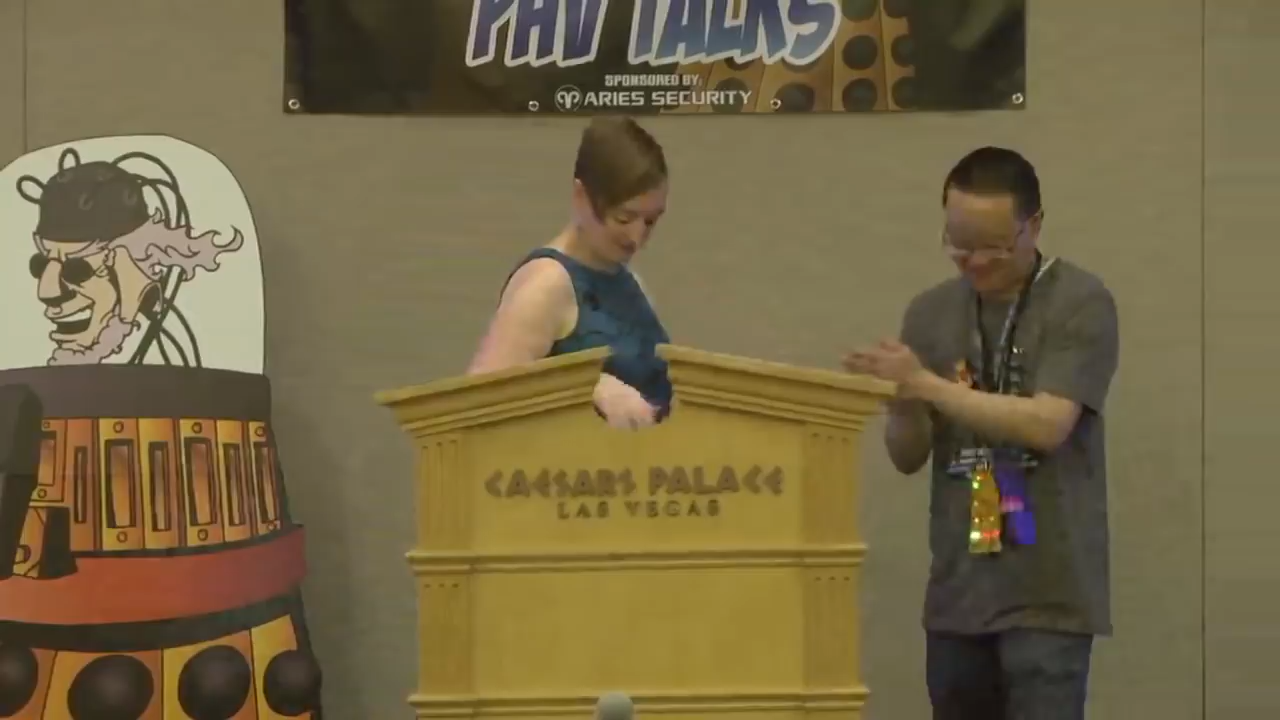 PHV TALKS
SPONSORED BY:
ARIES SECURITY
CAESARS PALACE
LAS VEGAS